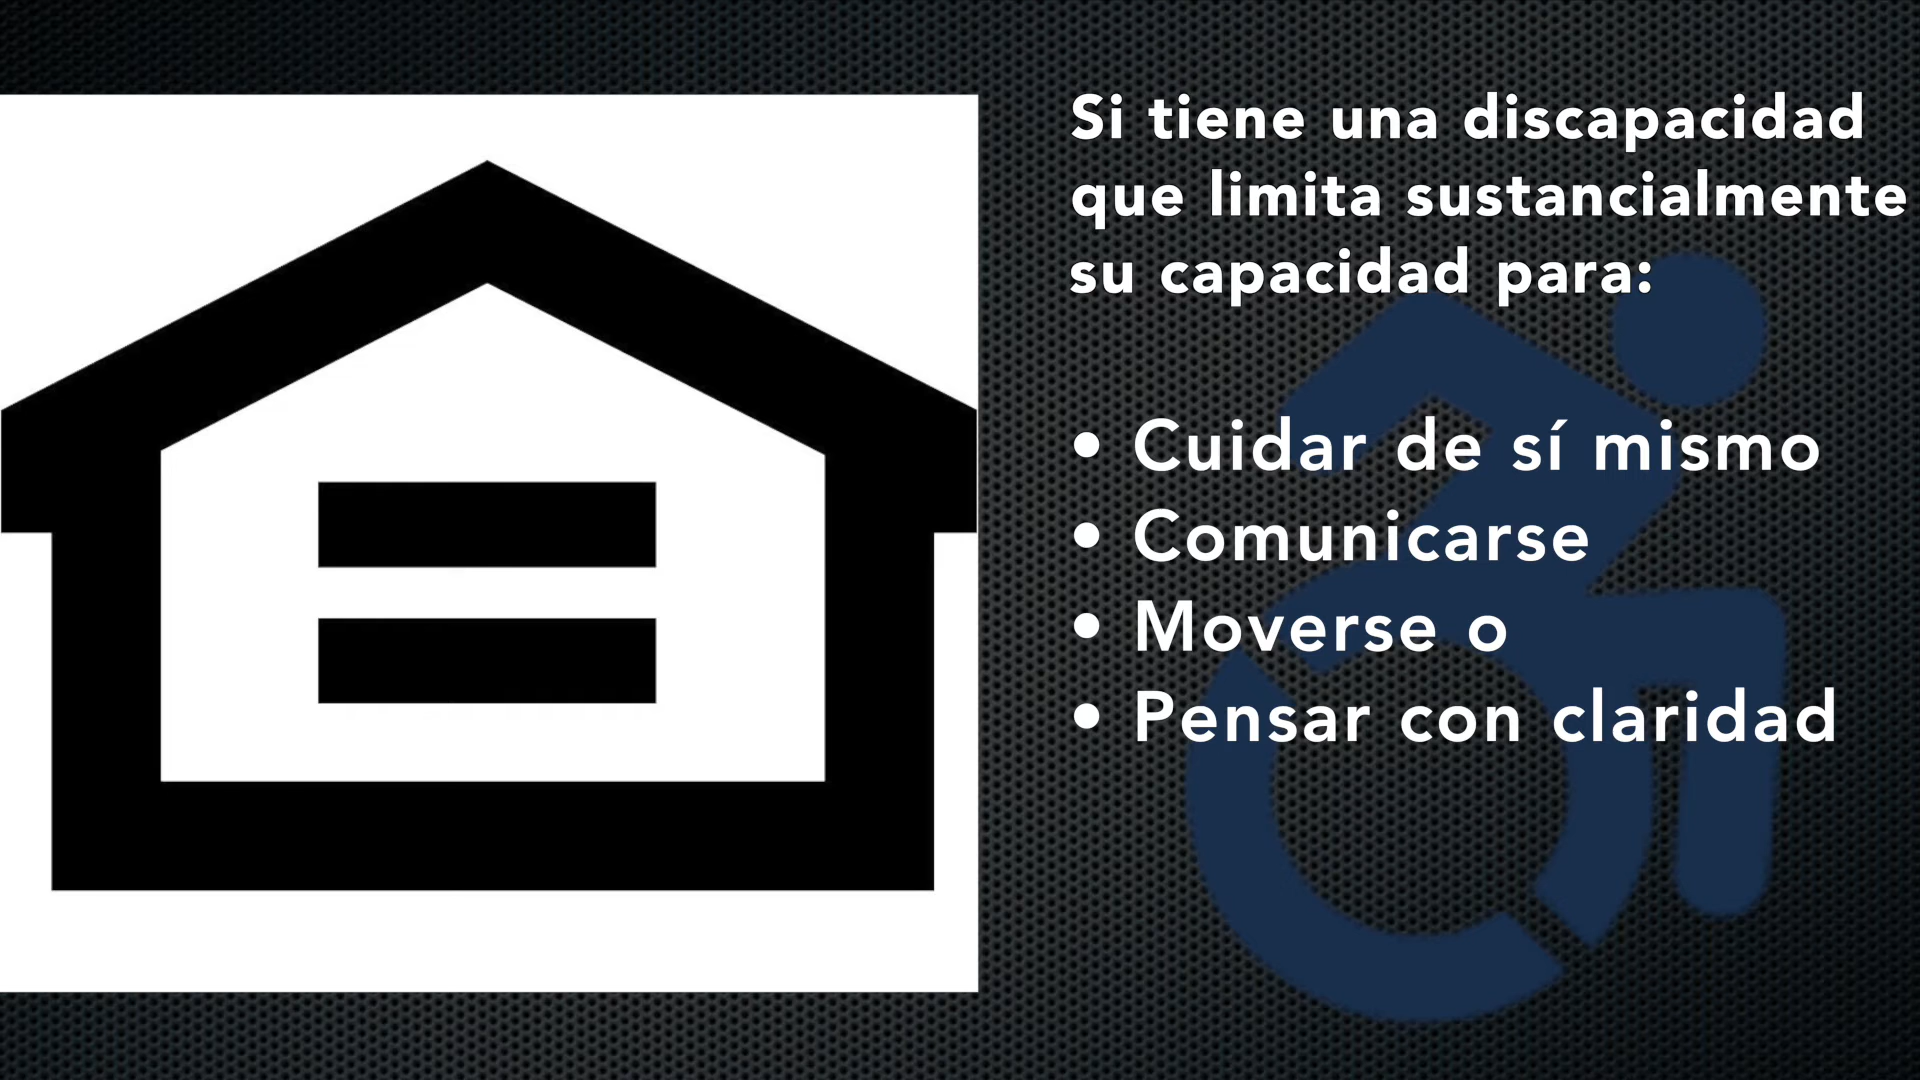 Si tiene una discapacidad
que limita sustancialmente
su capacidad para:
• Cuidar de sí mismo
• Comunicarse
• Moverse o
• Pensar con claridad